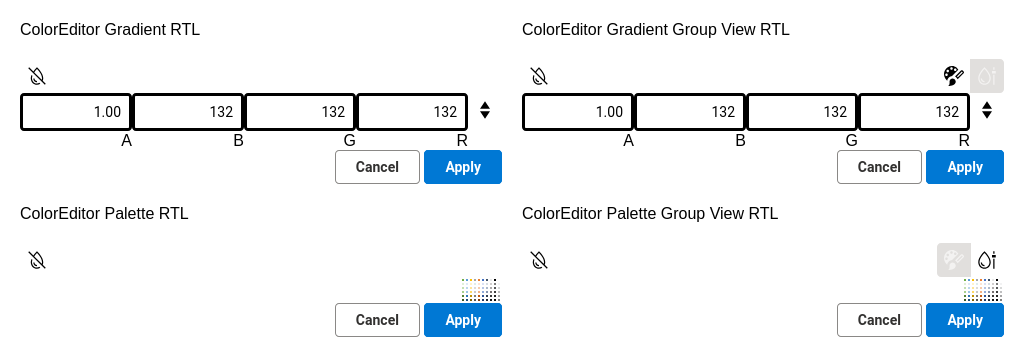 ColorEditor Gradient RTL
1.00 132 132 132
A B G R
Cancel Apply
ColorEditor Gradient Group View RTL
1.00 132 132 132
A B G R
Cancel Apply
ColorEditor Palette RTL
Cancel Apply
ColorEditor Palette Group View RTL
Cancel Apply